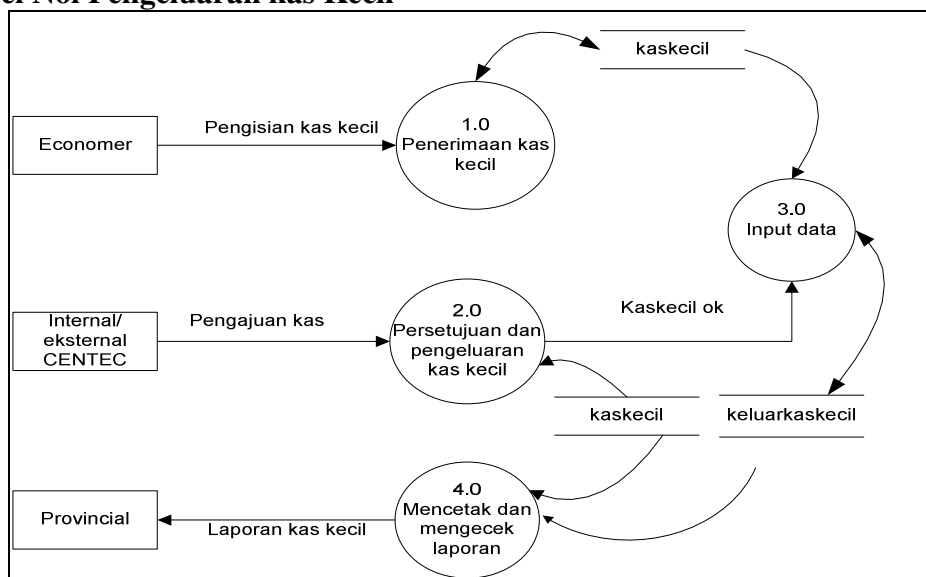 el No. Pengeluaran kas Kecil
kaskecil
Economer
Pengisian kas kecil
1.0
Penerimaan kas
kecil
3.0
Input data
Internal/
eksternal
CENTEC
Pengajuan kas
2.0
Persetujuan dan
pengeluaran
kas kecil
Kaskecil ok
kaskecil
keluarkaskecil
Provincial
Laporan kas kecil
4.0
Mencetak dan
mengecek
laporan